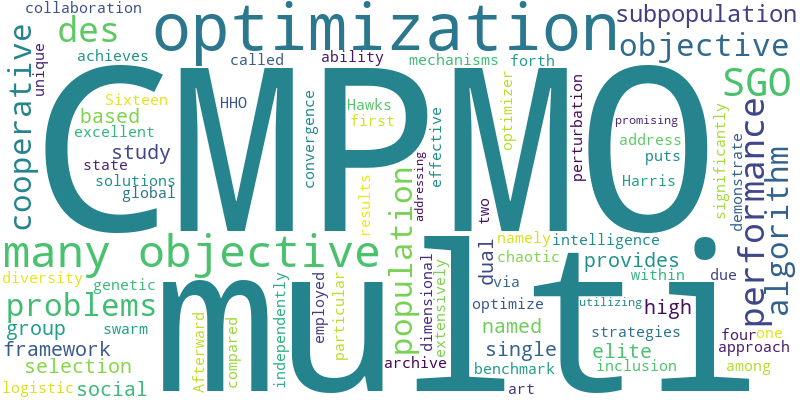 collaboration
optimization
subpopulation
des
objective
cooperative
unique
achieves
called
ability
mechanisms
forth
CMPMO
SGO
Sixteen
HHO
based
excellent
study
state
solutions
global
convergence
Hawks
first
results
addressing
effective
optimizer
perturbation
promising
address
puts
Harris
significantly
demonstrate
performance
algorithm
many objective
population
two
dual
namely
intelligence
chaotic
provides
multi
diversity
genetic
problems
group
swarm
framework
selection
logistic
social
Afterward
compared
independently
employed
particular
archive
dimensional
extensively
via
within
due
optimize
utilizing
high
named
single
strategies
four
one
approach
elite
inclusion
among
benchmark
art